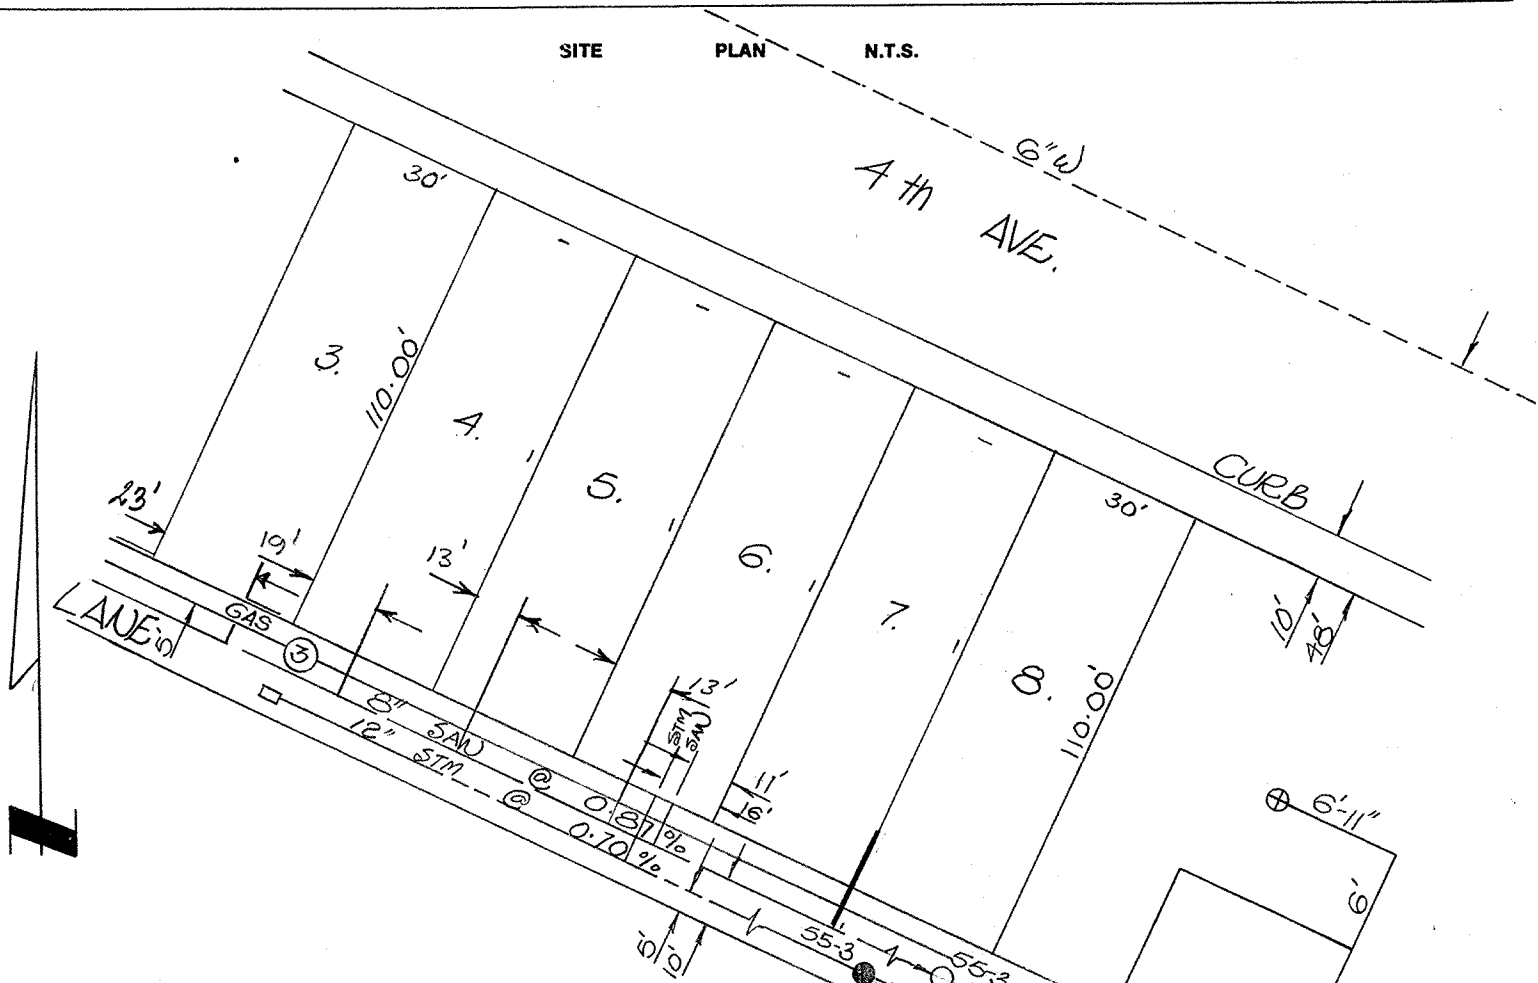 SITE PLAN N.T.S.
6"W
4th AVE.
30'
3.
110.00'
4.
5.
CURB
30'
23'
19'
13'
6.
7.
10'
48'
GAS
LANE
5'
3
8.
110.00'
13'
STM
SAN
8" SAN @ 0.87%
12" STM @ 0.70%
11'
16'
6'-11"
6'
55-3
55-3
5'
10'